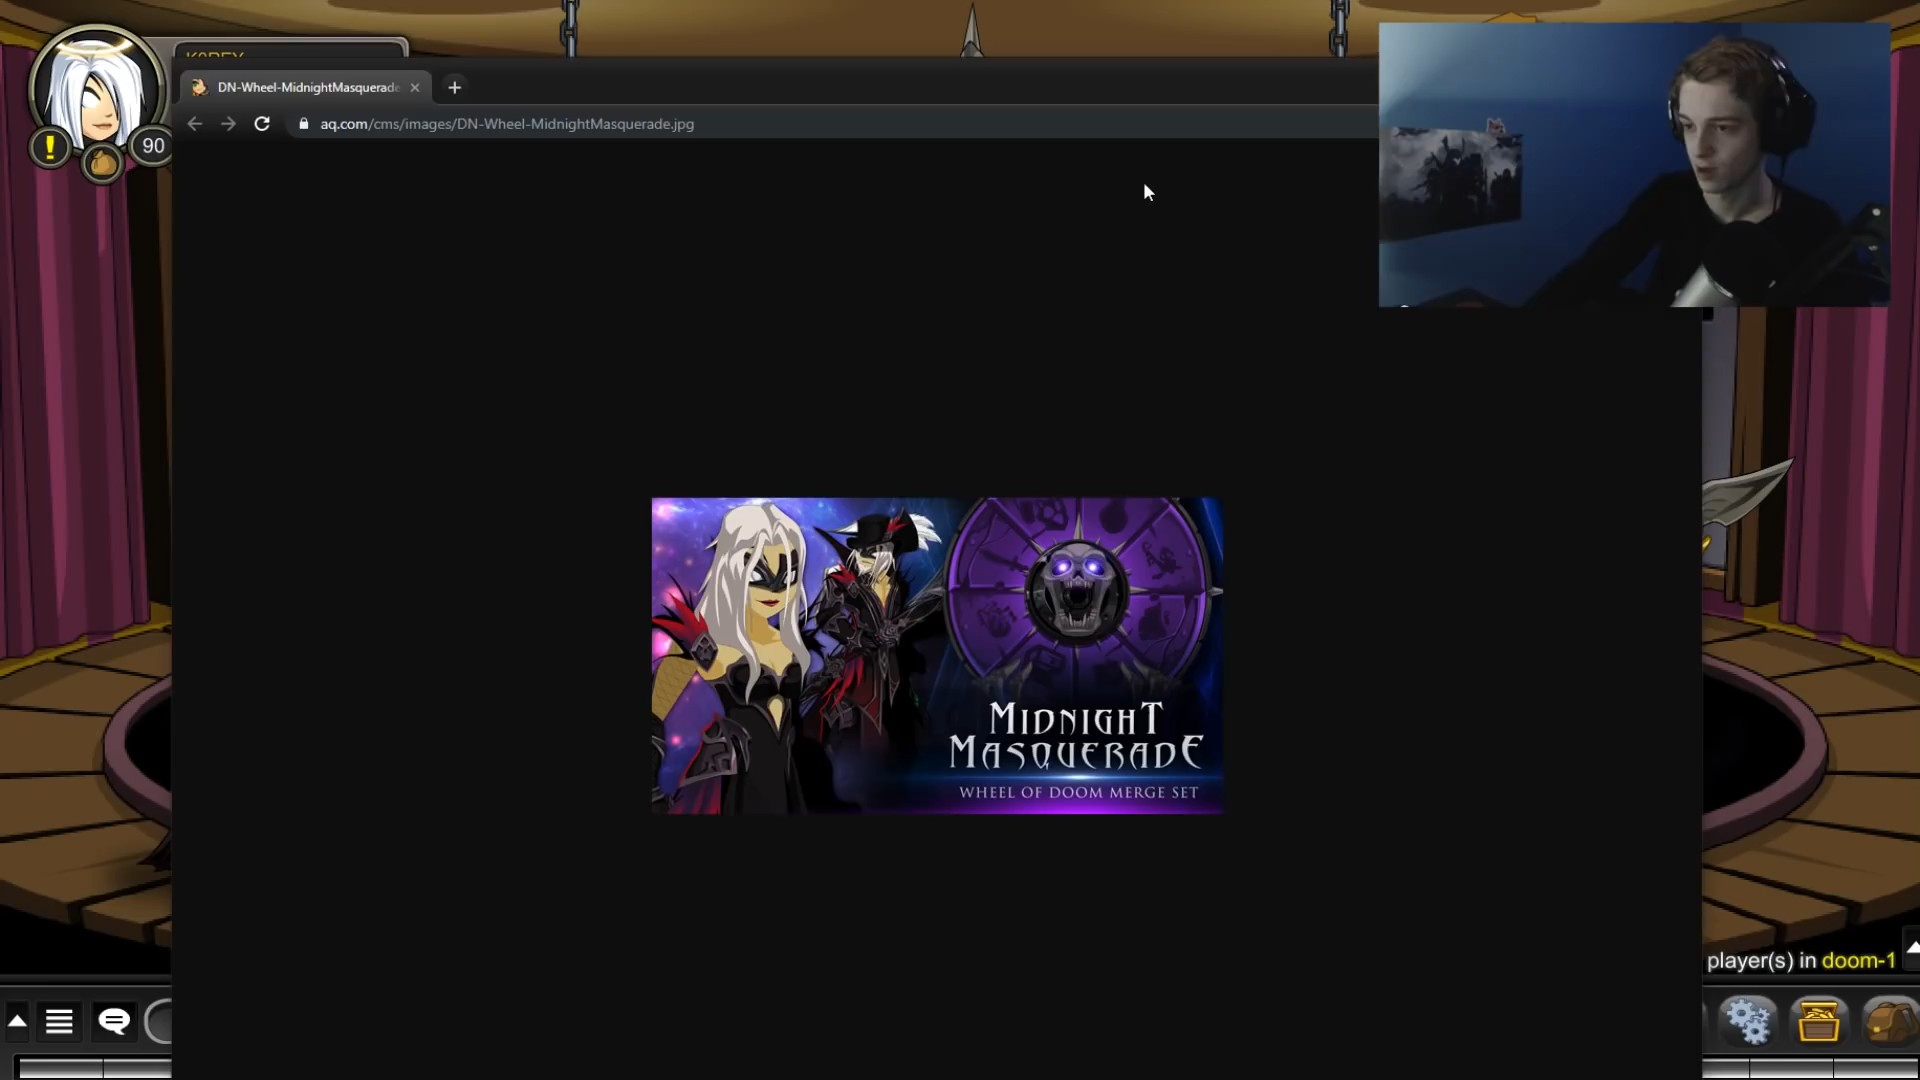 DN-Wheel-MidnightMasquerade
aq.com/cms/images/DN-Wheel-MidnightMasquerade.jpg
90
MIDNIGHT
MASQUERADE
WHEEL OF DOOM MERGE SET
player(s) in doom-1